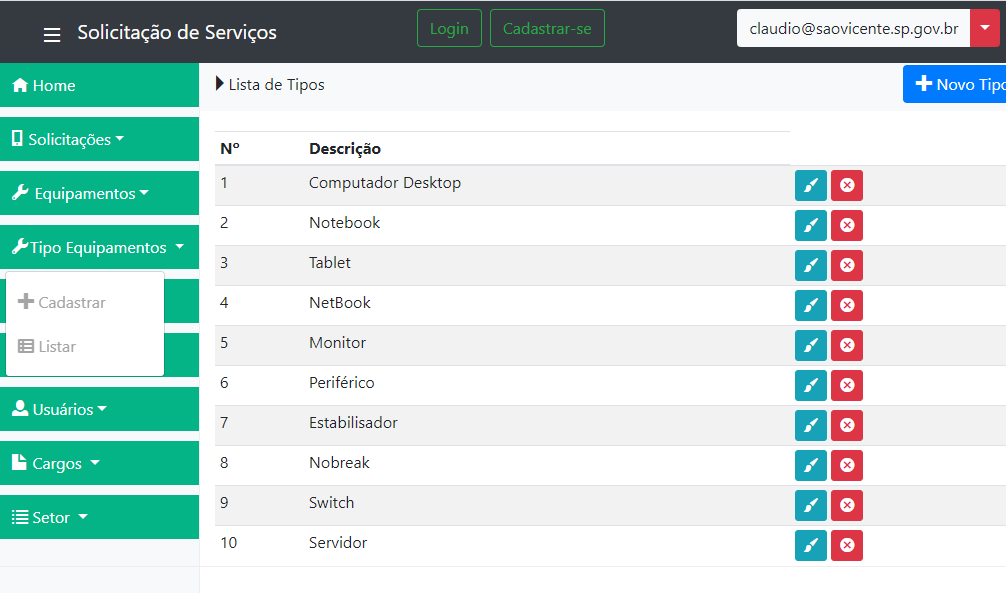 Solicitação de Serviços
Login
Cadastrar-se
claudio@saovicente.sp.gov.br
Home
Solicitações
Equipamentos
Tipo Equipamentos
Cadastrar
Listar
Usuários
Cargos
Setor
Lista de Tipos
Novo Tipo
Nº Descrição
1 Computador Desktop
2 Notebook
3 Tablet
4 NetBook
5 Monitor
6 Periférico
7 Estabilisador
8 Nobreak
9 Switch
10 Servidor